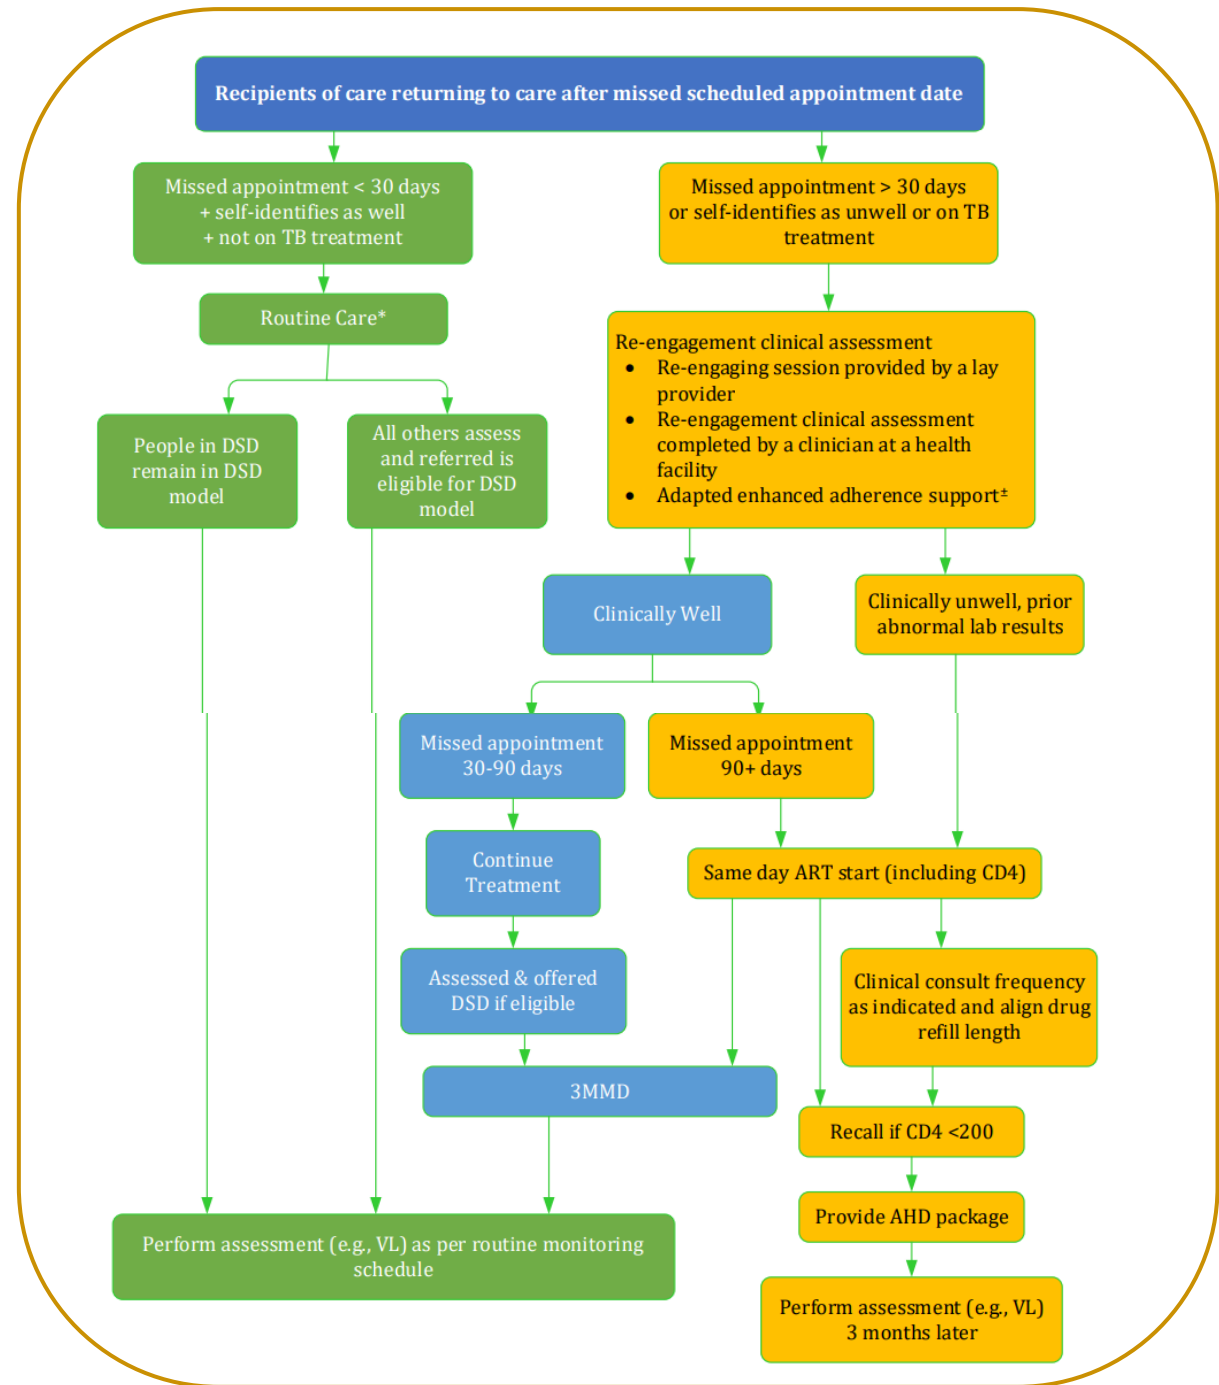 Recipients of care returning to care after missed scheduled appointment date
Missed appointment < 30 days
+ self-identifies as well
+ not on TB treatment
Missed appointment > 30 days
or self-identifies as unwell or on TB
treatment
Routine Care*
Re-engagement clinical assessment
• Re-engaging session provided by a lay
provider
• Re-engagement clinical assessment
completed by a clinician at a health
facility
• Adapted enhanced adherence support±
People in DSD
remain in DSD
model
All others assess
and referred is
eligible for DSD
model
Clinically Well
Clinically unwell, prior
abnormal lab results
Missed appointment
30-90 days
Missed appointment
90+ days
Continue
Treatment
Same day ART start (including CD4)
Assessed & offered
DSD if eligible
Clinical consult frequency
as indicated and align drug
refill length
3MMD
Recall if CD4 <200
Provide AHD package
Perform assessment (e.g., VL) as per routine monitoring
schedule
Perform assessment (e.g., VL)
3 months later